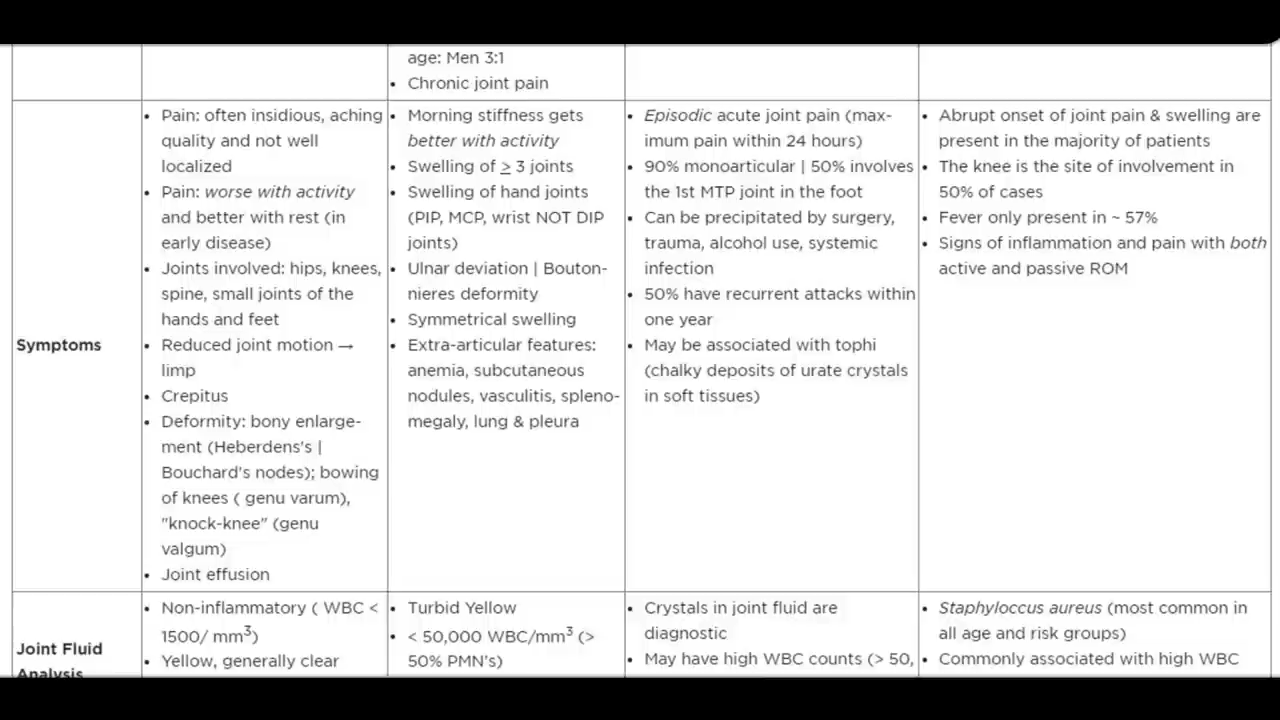 age: Men 3:1
• Chronic joint pain
Symptoms
• Pain: often insidious, aching
quality and not well
localized
• Pain: worse with activity
and better with rest (in
early disease)
• Joints involved: hips, knees,
spine, small joints of the
hands and feet
• Reduced joint motion →
limp
• Crepitus
• Deformity: bony enlarge-
ment (Heberdens's |
Bouchard's nodes); bowing
of knees ( genu varum),
"knock-knee" (genu
valgum)
• Joint effusion
• Morning stiffness gets
better with activity
• Swelling of ≥ 3 joints
• Swelling of hand joints
(PIP, MCP, wrist NOT DIP
joints)
• Ulnar deviation | Bouton-
nieres deformity
• Symmetrical swelling
• Extra-articular features:
anemia, subcutaneous
nodules, vasculitis, spleno-
megaly, lung & pleura
• Episodic acute joint pain (max-
imum pain within 24 hours)
• 90% monoarticular | 50% involves
the 1st MTP joint in the foot
• Can be precipitated by surgery,
trauma, alcohol use, systemic
infection
• 50% have recurrent attacks within
one year
• May be associated with tophi
(chalky deposits of urate crystals
in soft tissues)
• Abrupt onset of joint pain & swelling are
present in the majority of patients
• The knee is the site of involvement in
50% of cases
• Fever only present in ~ 57%
• Signs of inflammation and pain with both
active and passive ROM
Joint Fluid
Analysis
• Non-inflammatory ( WBC <
1500/ mm³)
• Yellow, generally clear
• Turbid Yellow
• < 50,000 WBC/mm³ (>
50% PMN's)
• Crystals in joint fluid are
diagnostic
• May have high WBC counts (> 50,
• Staphyloccus aureus (most common in
all age and risk groups)
• Commonly associated with high WBC